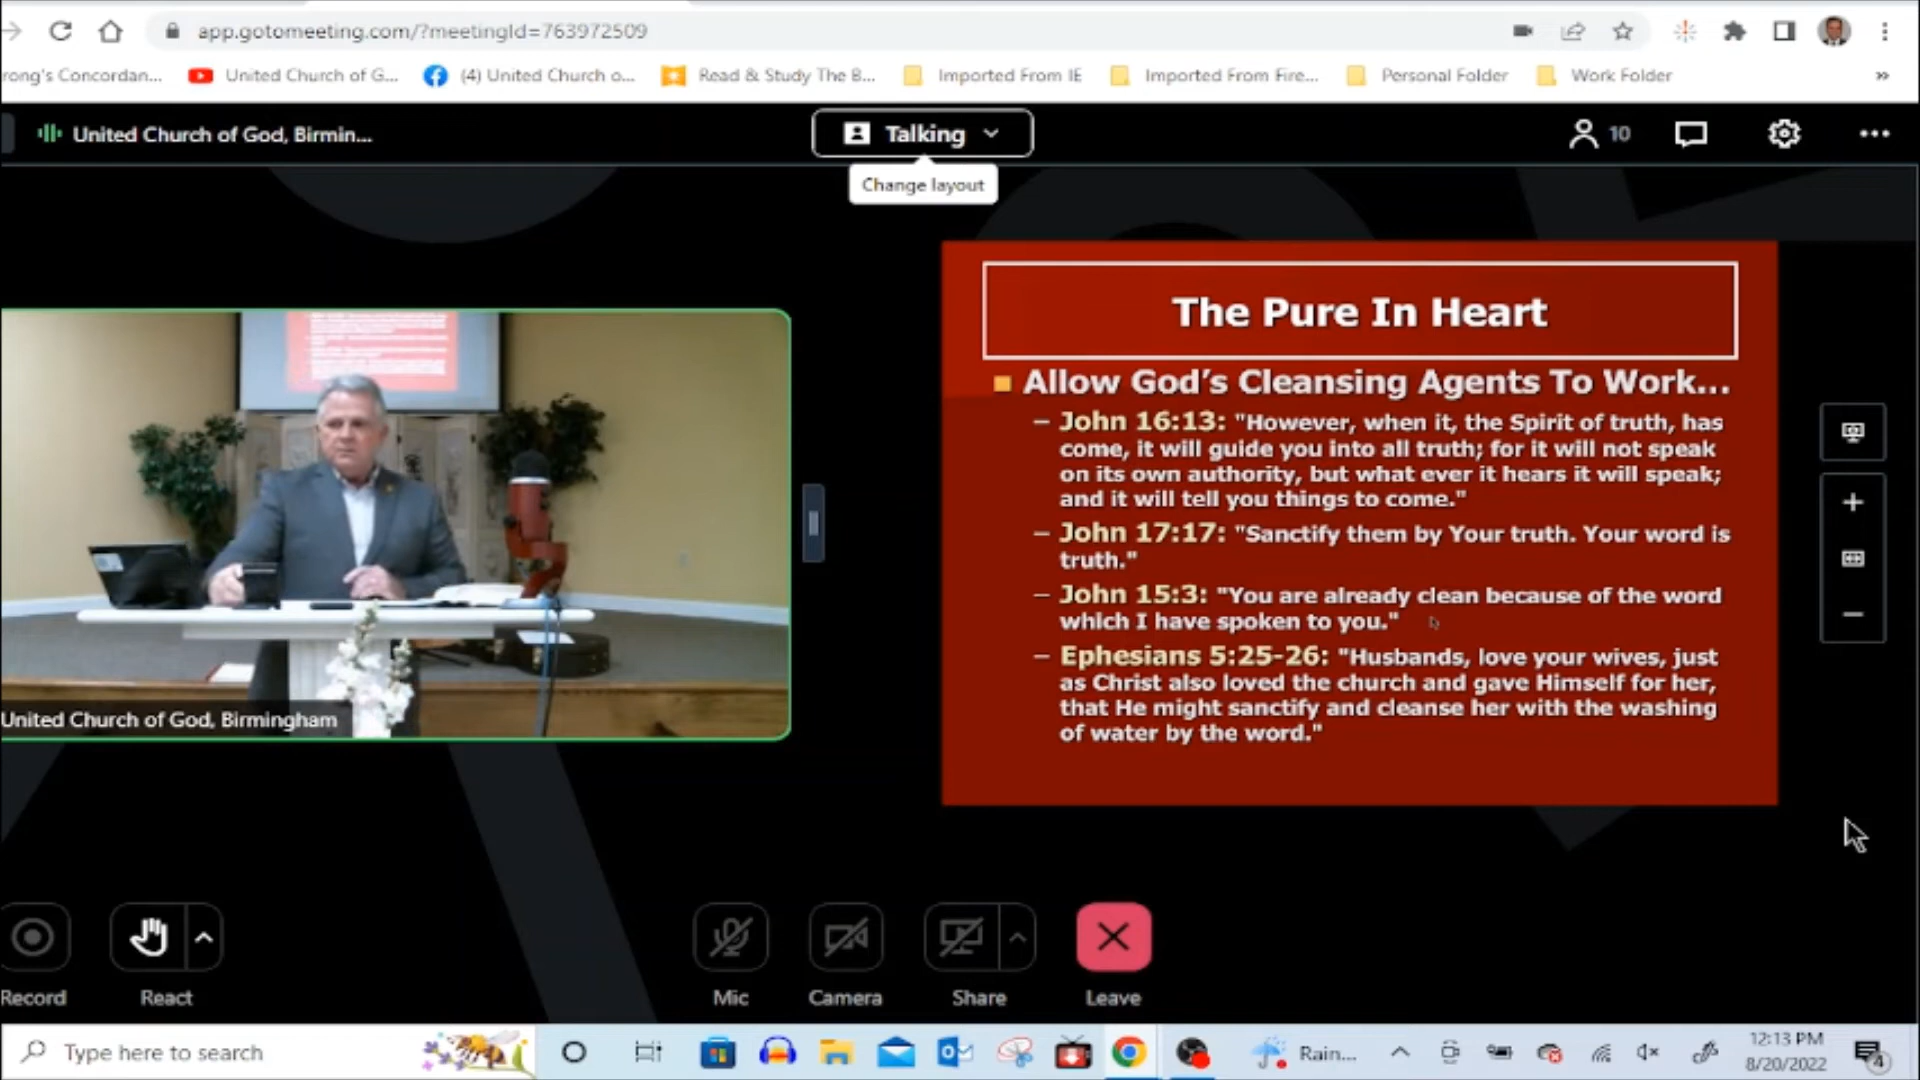 app.gotomeeting.com/?meetingId=763972509
rong's Concordan... United Church of G... (4) United Church o... Read & Study The B... Imported From IE Imported From Fire... Personal Folder Work Folder »
United Church of God, Birmin... Talking 10
Change layout
The Pure In Heart
Allow God's Cleansing Agents To Work...
– John 16:13: "However, when it, the Spirit of truth, has
come, it will guide you into all truth; for it will not speak
on its own authority, but what ever it hears it will speak;
and it will tell you things to come."
– John 17:17: "Sanctify them by Your truth. Your word is
truth."
– John 15:3: "You are already clean because of the word
which I have spoken to you."
– Ephesians 5:25-26: "Husbands, love your wives, just
as Christ also loved the church and gave Himself for her,
that He might sanctify and cleanse her with the washing
of water by the word."
United Church of God, Birmingham
Record React Mic Camera Share Leave
Type here to search Rain... 12:13 PM
8/20/2022 4